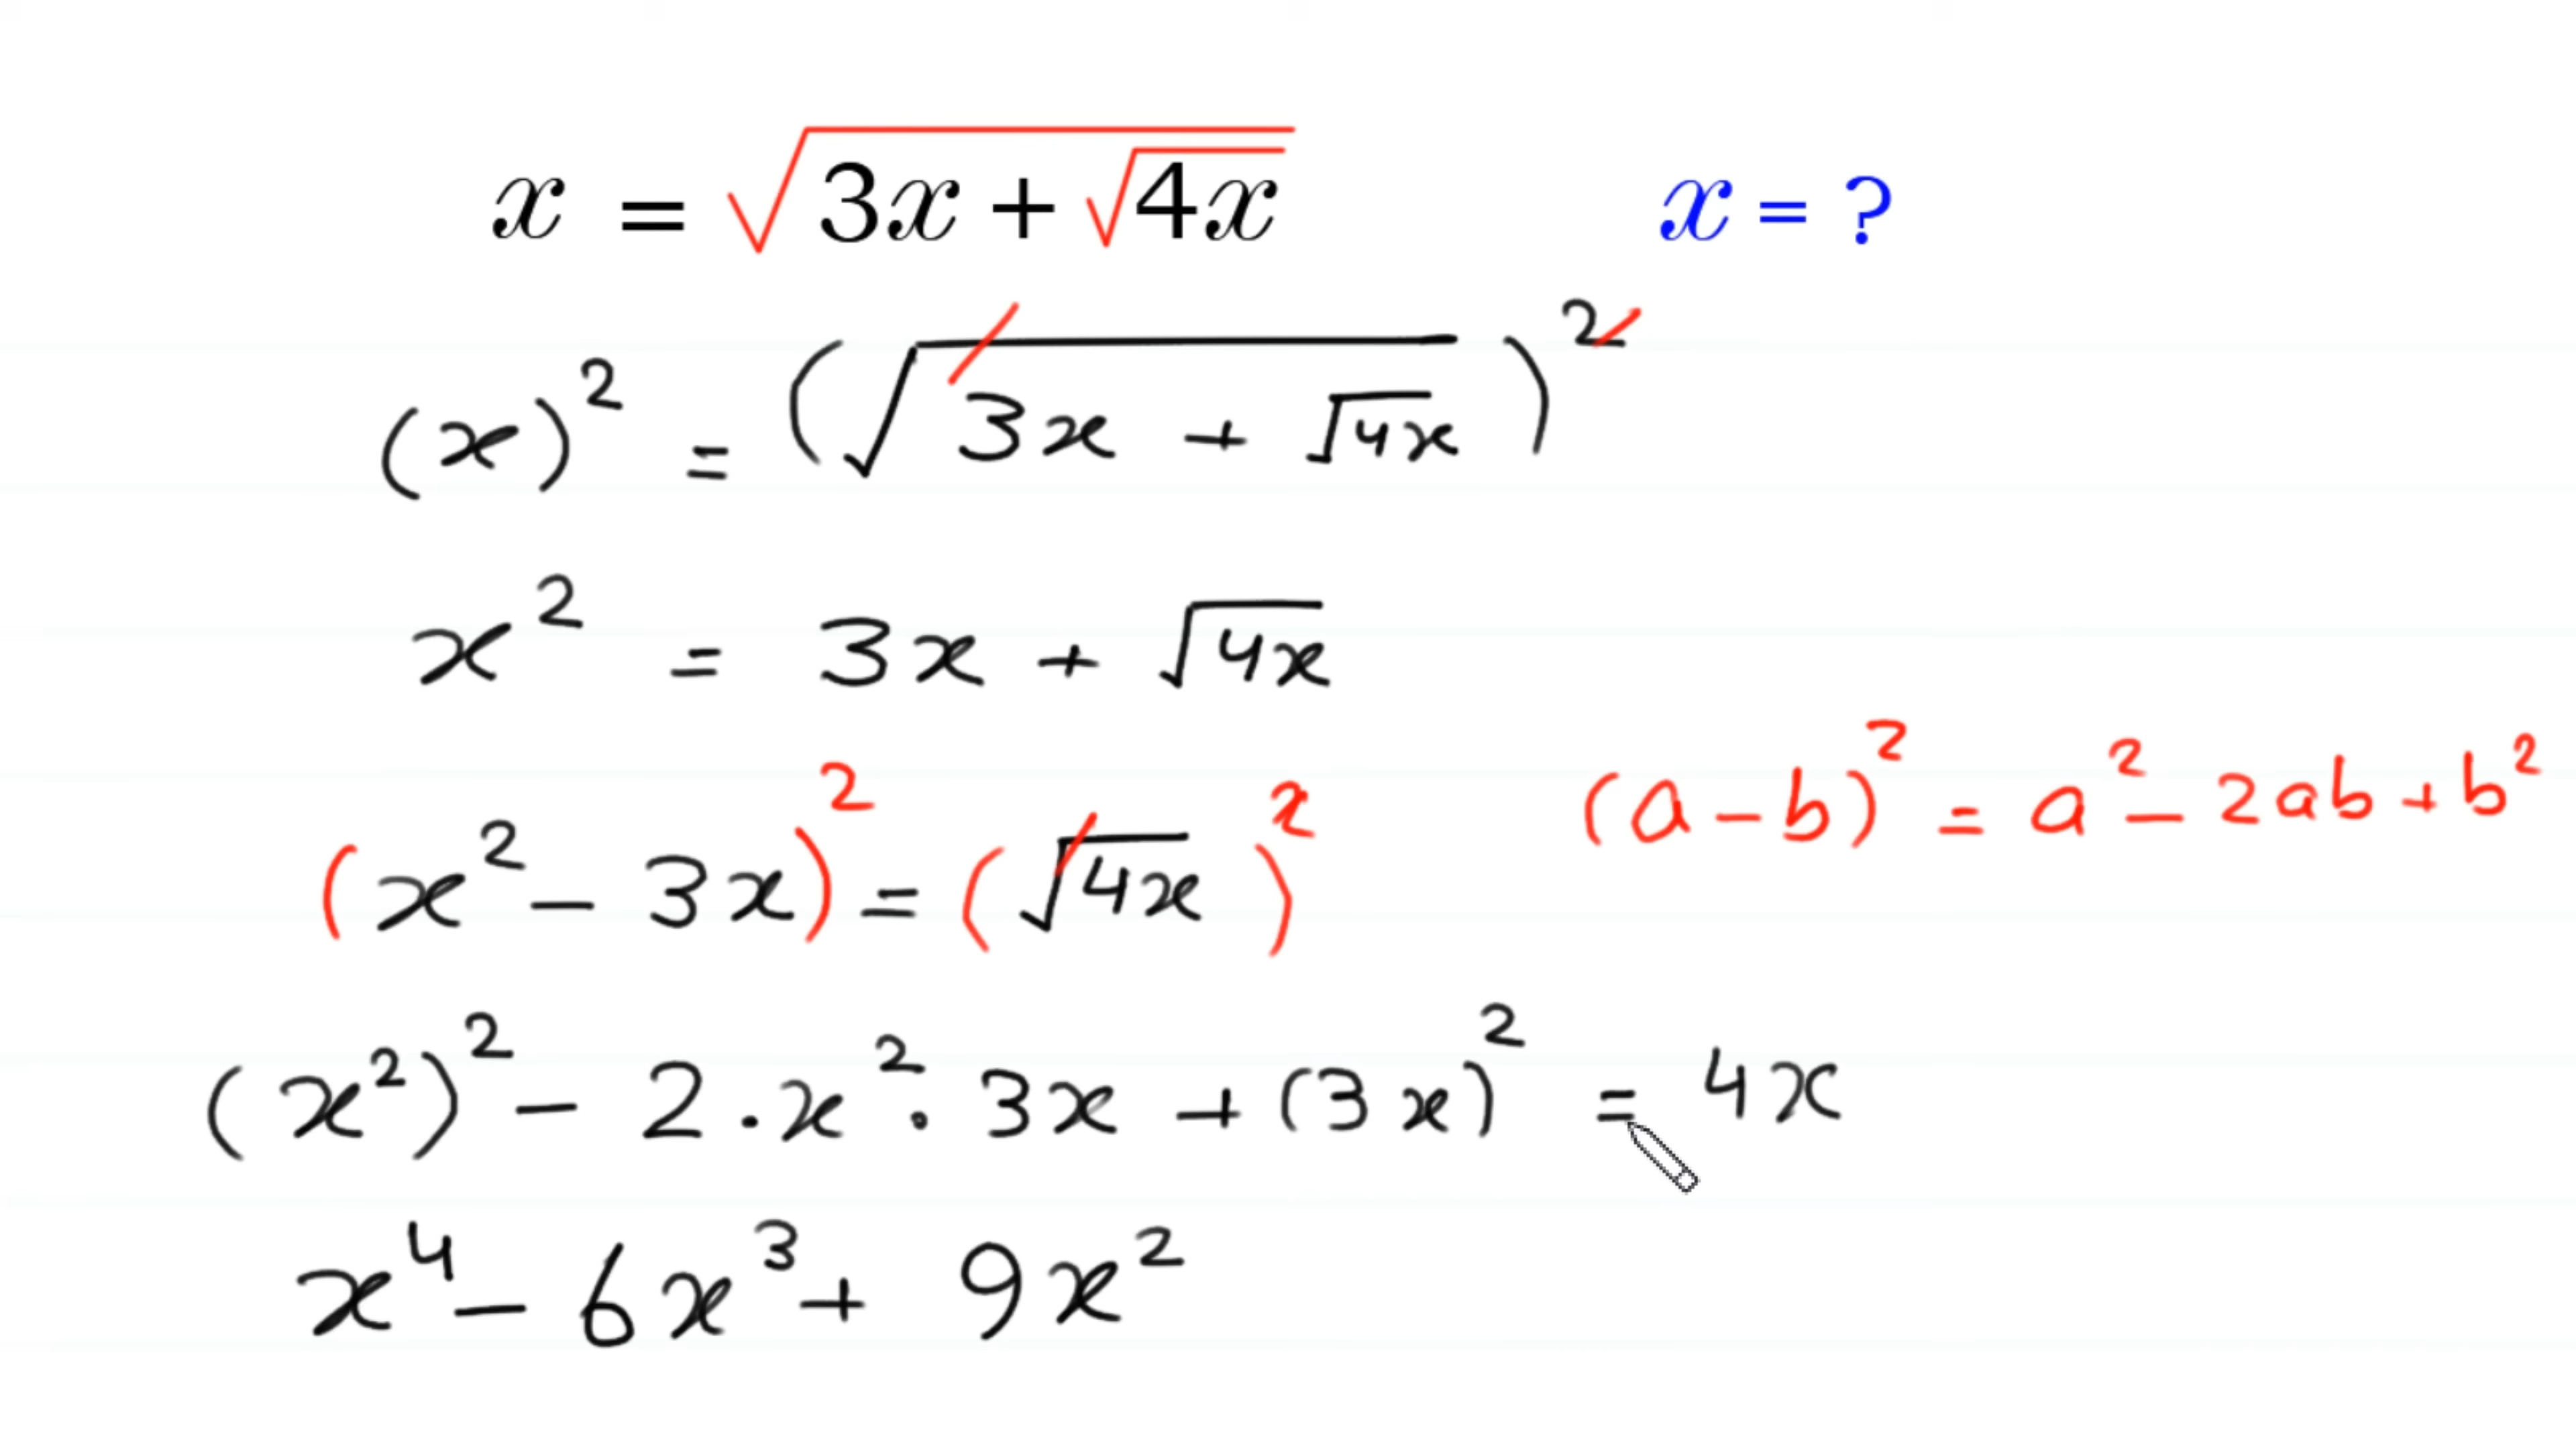 x = √(3x + √(4x)) x = ?
(x)² = (√(3x + √(4x)))²
x² = 3x + √(4x)
(x² − 3x)² = (√(4x))² (a − b)² = a² − 2ab + b²
(x²)² − 2 · x² · 3x + (3x)² = 4x
x⁴ − 6x³ + 9x²